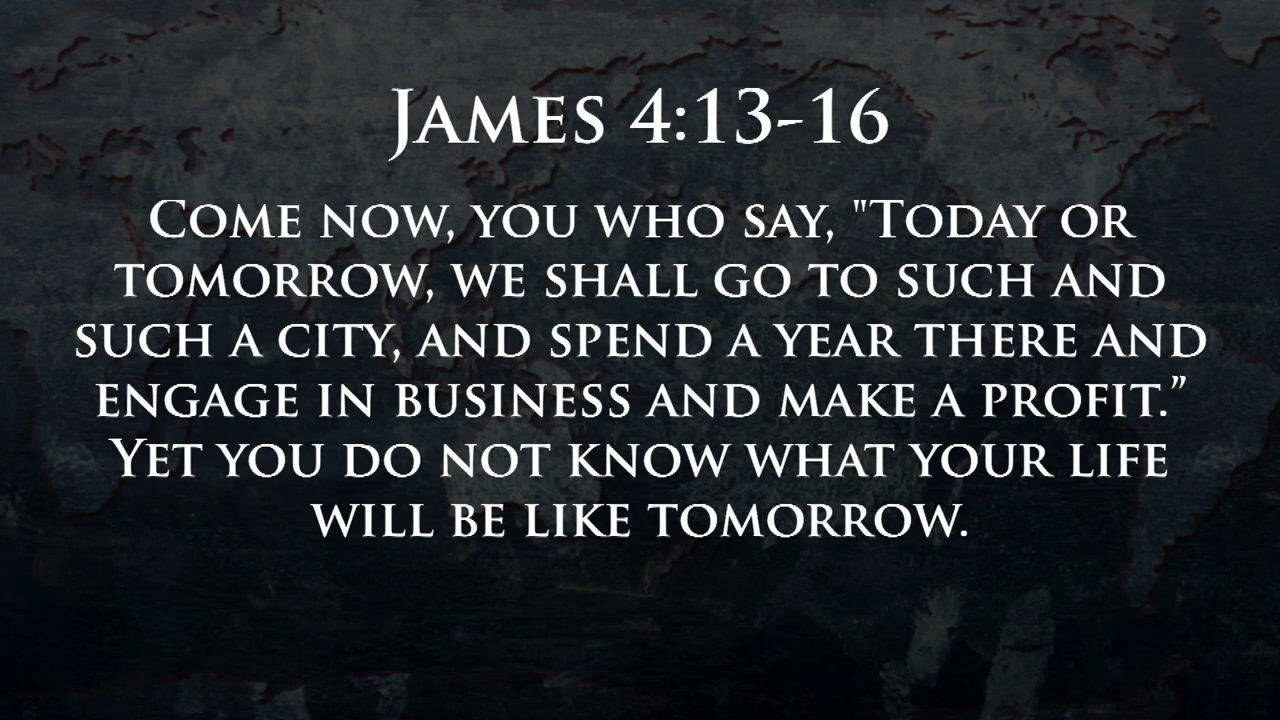 James 4:13-16
Come now, you who say, "Today or
tomorrow, we shall go to such and
such a city, and spend a year there and
engage in business and make a profit.”
Yet you do not know what your life
will be like tomorrow.